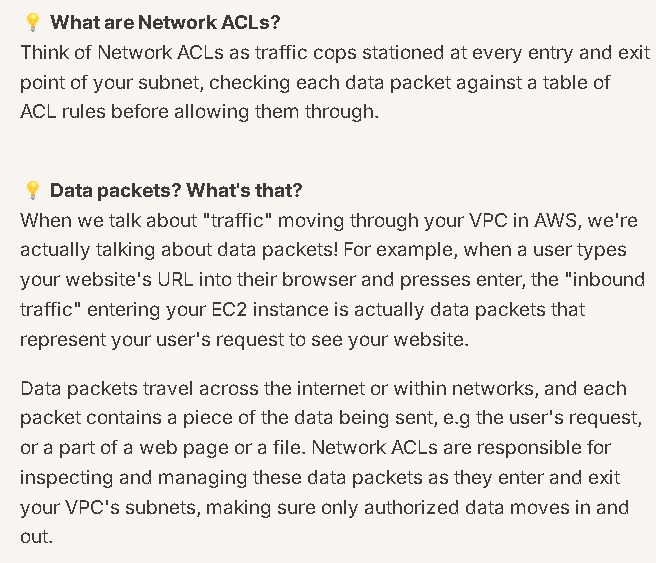 💡 What are Network ACLs?
Think of Network ACLs as traffic cops stationed at every entry and exit
point of your subnet, checking each data packet against a table of
ACL rules before allowing them through.
💡 Data packets? What's that?
When we talk about "traffic" moving through your VPC in AWS, we're
actually talking about data packets! For example, when a user types
your website's URL into their browser and presses enter, the "inbound
traffic" entering your EC2 instance is actually data packets that
represent your user's request to see your website.
Data packets travel across the internet or within networks, and each
packet contains a piece of the data being sent, e.g the user's request,
or a part of a web page or a file. Network ACLs are responsible for
inspecting and managing these data packets as they enter and exit
your VPC's subnets, making sure only authorized data moves in and
out.